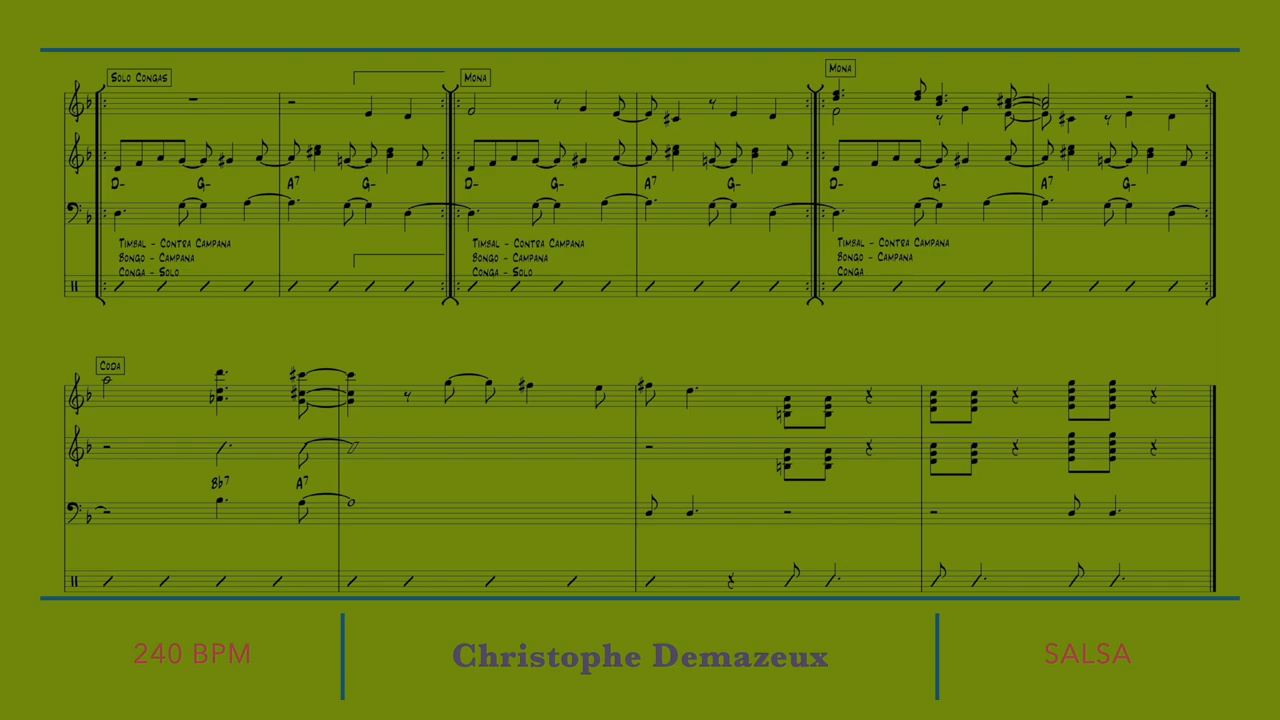 Solo Congas
Mona
Mona
D- G- A7 G- D- G- A7 G- D- G- A7 G-
Timbal - Contra Campana
Bongo - Campana
Conga - Solo
Timbal - Contra Campana
Bongo - Campana
Conga - Solo
Timbal - Contra Campana
Bongo - Campana
Conga
Coda
Bb7 A7
240 BPM
Christophe Demazeux
SALSA